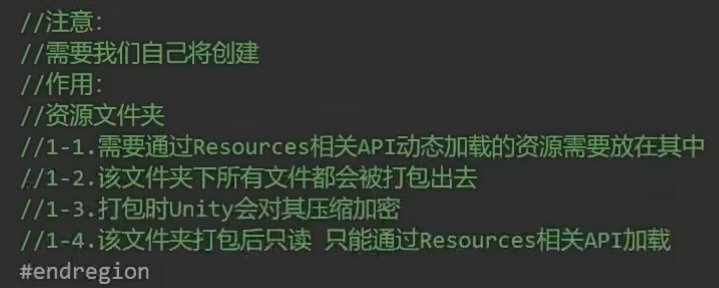 //注意：
//需要我们自己将创建
//作用：
//资源文件夹
//1-1.需要通过Resources相关API动态加载的资源需要放在其中
//1-2.该文件夹下所有文件都会被打包出去
//1-3.打包时Unity会对其压缩加密
//1-4.该文件夹打包后只读 只能通过Resources相关API加载
#endregion